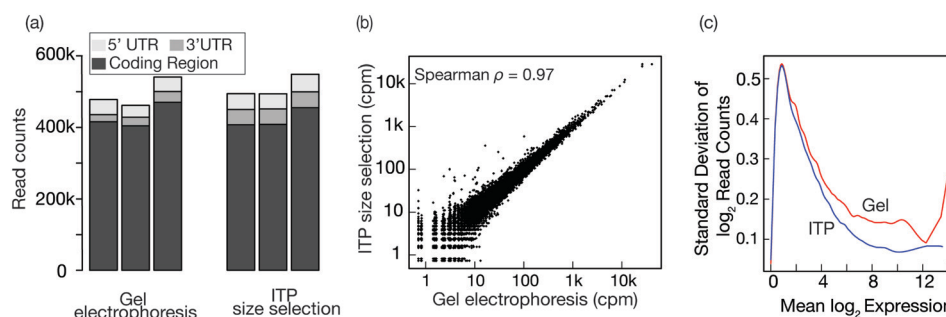 (a)
5' UTR 3'UTR
Coding Region
600k
400k
200k
0
Read counts
Gel
electrophoresis
ITP
size selection
(b)
Spearman ρ = 0.97
10k
1k
100
10
1
ITP size selection (cpm)
1 10 100 1k 10k
Gel electrophoresis (cpm)
(c)
0.5
0.4
0.3
0.2
0.1
Standard Deviation of
log2 Read Counts
Gel
ITP
0 4 8 12
Mean log2 Expression